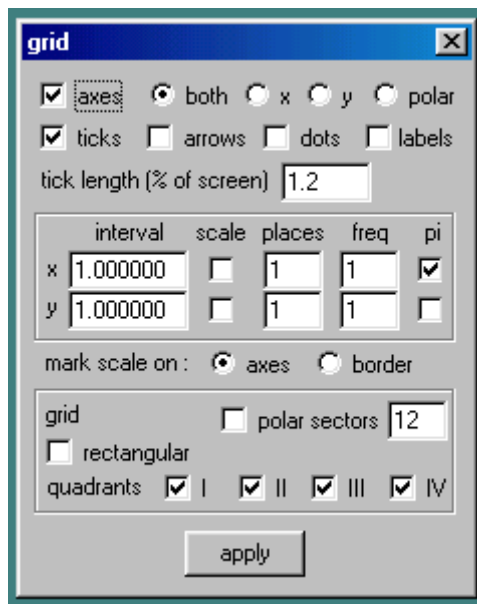 grid
axes both x y polar
ticks arrows dots labels
tick length (% of screen) 1.2
interval scale places freq pi
x 1.000000 1 1
y 1.000000 1 1
mark scale on : axes border
grid polar sectors 12
rectangular
quadrants I II III IV
apply